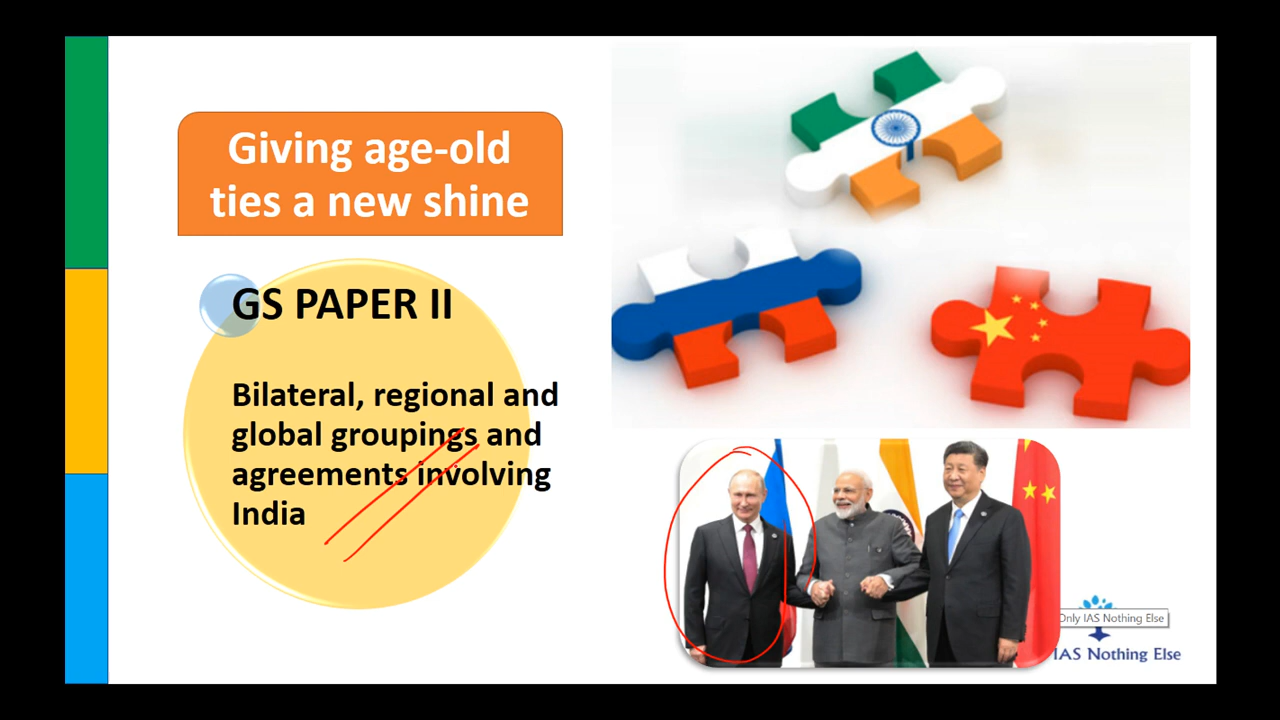 Giving age-old
ties a new shine
GS PAPER II
Bilateral, regional and
global groupings and
agreements involving
India
Only IAS Nothing Else
IAS Nothing Else